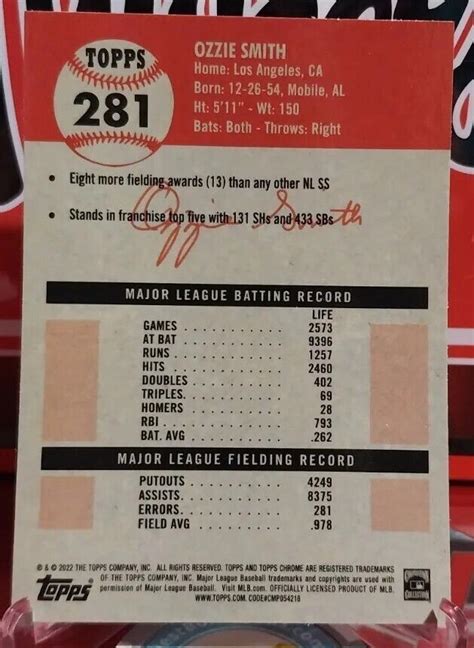 TOPPS
281
OZZIE SMITH
Home: Los Angeles, CA
Born: 12-26-54, Mobile, AL
Ht: 5'11" - Wt: 150
Bats: Both - Throws: Right
• Eight more fielding awards (13) than any other NL SS
• Stands in franchise top five with 131 SHs and 433 SBs
Ozzie Smith
MAJOR LEAGUE BATTING RECORD
LIFE
GAMES . . . . . . . . . . 2573
AT BAT . . . . . . . . . . 9396
RUNS . . . . . . . . . . 1257
HITS . . . . . . . . . . 2460
DOUBLES . . . . . . . . . . 402
TRIPLES. . . . . . . . . . 69
HOMERS . . . . . . . . . . 28
RBI . . . . . . . . . . 793
BAT. AVG . . . . . . . . . . .262
MAJOR LEAGUE FIELDING RECORD
PUTOUTS . . . . . . . . . . 4249
ASSISTS. . . . . . . . . . 8375
ERRORS. . . . . . . . . . 281
FIELD AVG . . . . . . . . . . .978
® & © 2022 THE TOPPS COMPANY, INC. ALL RIGHTS RESERVED. TOPPS AND TOPPS CHROME ARE REGISTERED TRADEMARKS
OF THE TOPPS COMPANY, INC. Major League Baseball trademarks and copyrights are used with
permission of Major League Baseball. Visit MLB.com. OFFICIALLY LICENSED PRODUCT OF MLB.
WWW.TOPPS.COM. CODE#CMP054218
Topps